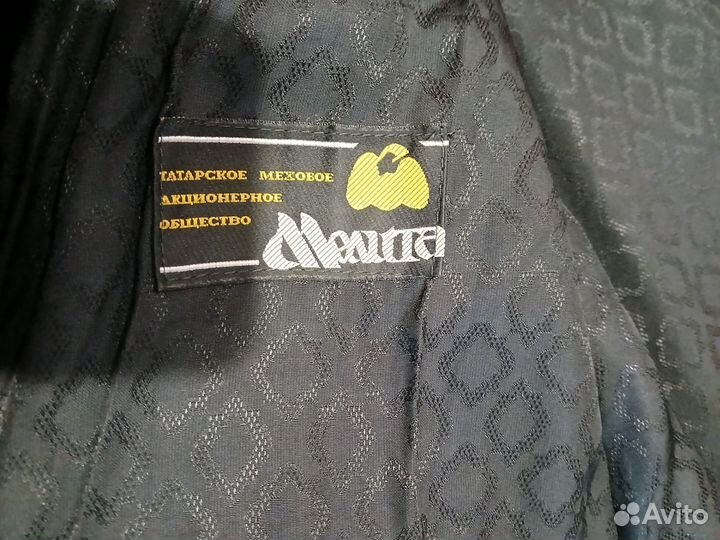 ТАТАРСКОЕ МЕХОВОЕ
АКЦИОНЕРНОЕ
ОБЩЕСТВО
Мелита
Avito